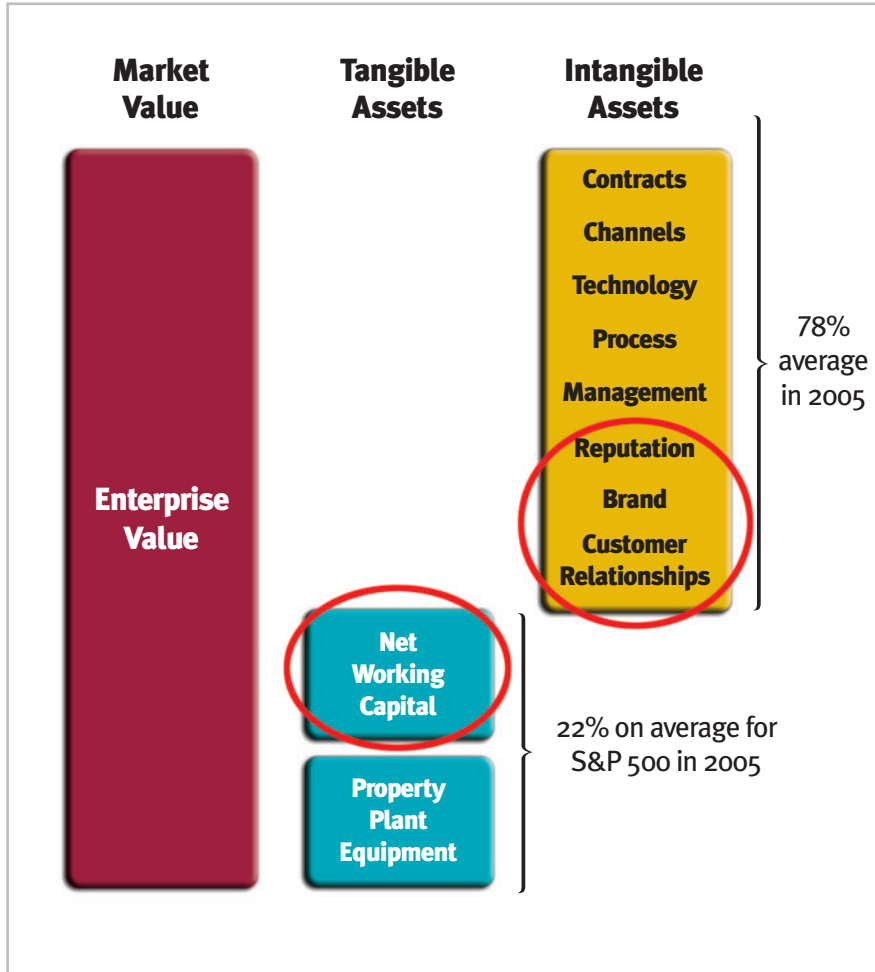 Market
Value
Tangible
Assets
Intangible
Assets
Contracts
Channels
Technology
Process
Management
Reputation
Brand
Customer
Relationships
78%
average
in 2005
Enterprise
Value
Net
Working
Capital
Property
Plant
Equipment
22% on average for
S&P 500 in 2005